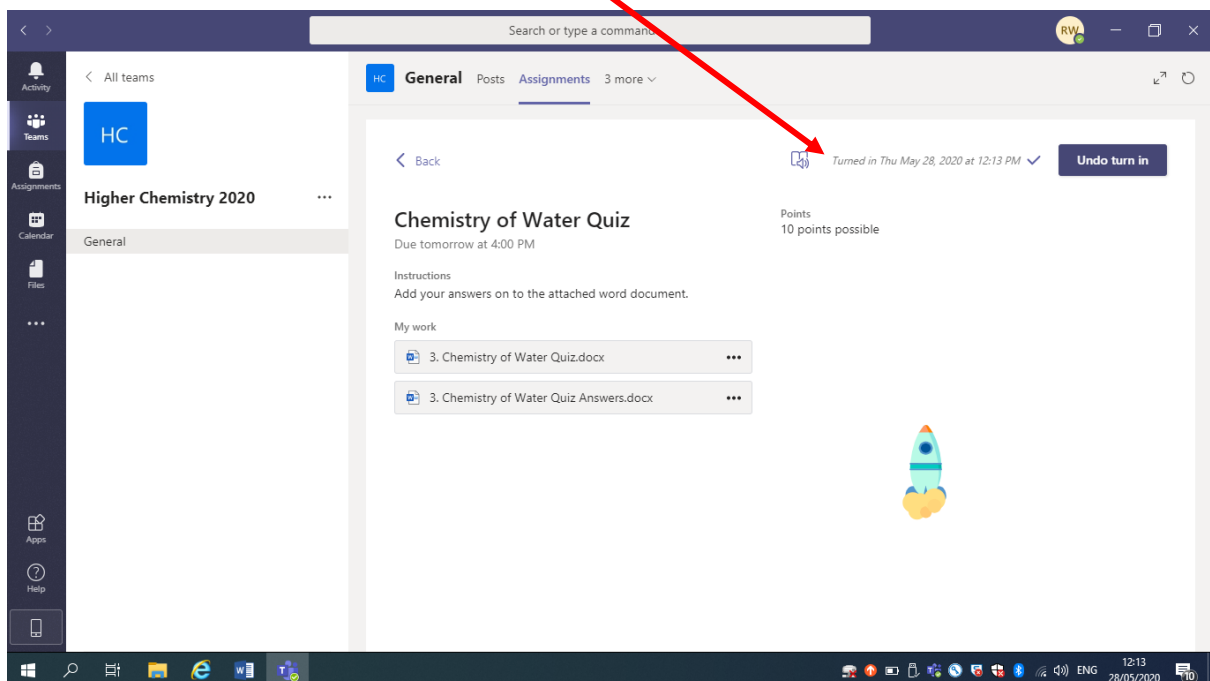 Search or type a command
RW
Activity
Teams
Assignments
Calendar
Files
Apps
Help
All teams
HC
Higher Chemistry 2020
General
HC General Posts Assignments 3 more
Back
Turned in Thu May 28, 2020 at 12:13 PM
Undo turn in
Chemistry of Water Quiz
Due tomorrow at 4:00 PM
Points
10 points possible
Instructions
Add your answers on to the attached word document.
My work
3. Chemistry of Water Quiz.docx
3. Chemistry of Water Quiz Answers.docx
ENG
12:13
28/05/2020